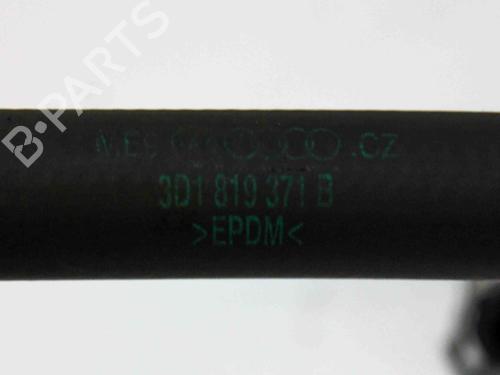 B-PARTS
.CZ
3D1 819 371 B
>EPDM<